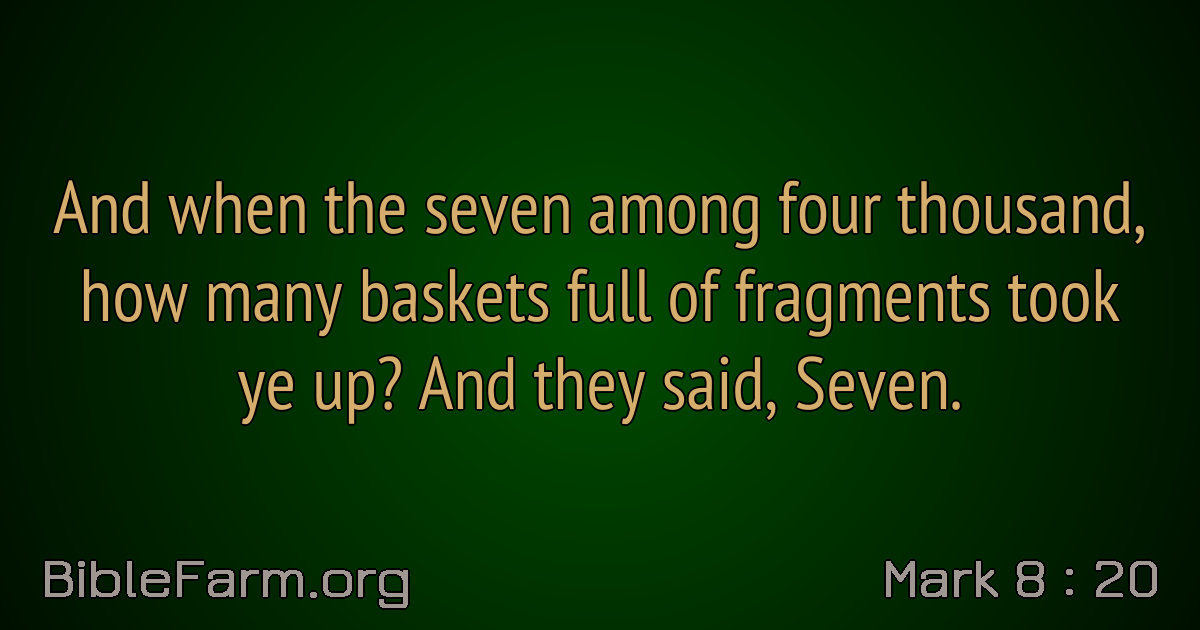 And when the seven among four thousand,
how many baskets full of fragments took
ye up? And they said, Seven.
BibleFarm.org
Mark 8 : 20